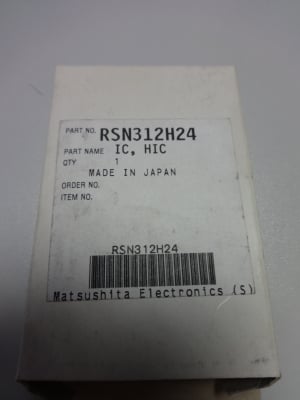 PART NO. RSN312H24
PART NAME IC, HIC
QTY 1
MADE IN JAPAN
ORDER NO.
ITEM NO.
RSN312H24
Matsushita Electronics (S)